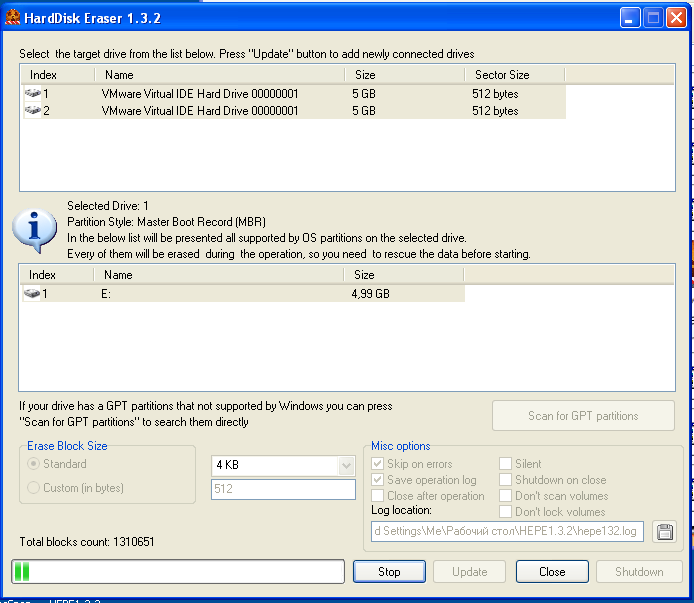 HardDisk Eraser 1.3.2
Select the target drive from the list below. Press "Update" button to add newly connected drives
Index Name Size Sector Size
1 VMware Virtual IDE Hard Drive 00000001 5 GB 512 bytes
2 VMware Virtual IDE Hard Drive 00000001 5 GB 512 bytes
Selected Drive: 1
Partition Style: Master Boot Record (MBR)
In the below list will be presented all supported by OS partitions on the selected drive.
Every of them will be erased during the operation, so you need to rescue the data before starting.
Index Name Size
1 E: 4,99 GB
If your drive has a GPT partitions that not supported by Windows you can press
"Scan for GPT partitions" to search them directly
Scan for GPT partitions
Erase Block Size
Standard
4 KB
Custom (in bytes)
512
Misc options
Skip on errors
Silent
Save operation log
Shutdown on close
Close after operation
Don't scan volumes
Don't lock volumes
Log location:
d Settings\Me\Рабочий стол\HEPE1.3.2\hepe132.log
Total blocks count: 1310651
Stop
Update
Close
Shutdown